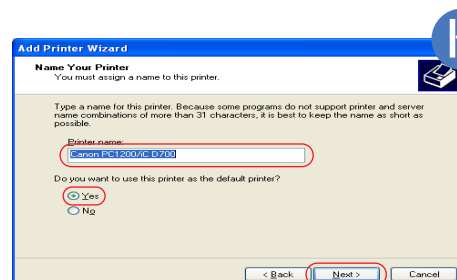 Add Printer Wizard
Name Your Printer
You must assign a name to this printer.
Type a name for this printer. Because some programs do not support printer and server
name combinations of more than 31 characters, it is best to keep the name as short as
possible.
Printer name:
Canon PC1200/iC D700
Do you want to use this printer as the default printer?
Yes
No
< Back Next > Cancel